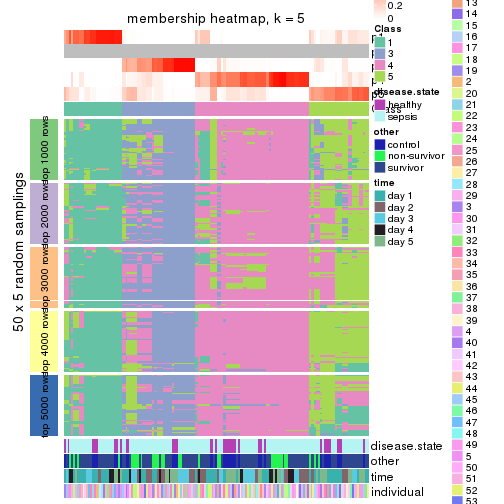 membership heatmap, k = 5
50 x 5 random samplings
top 1000 rows
top 2000 rows
top 3000 rows
top 4000 rows
top 5000 rows
disease.state
other
time
individual
0.2
0
Class
1
3
4
5
disease.state
healthy
sepsis
other
control
non-survivor
survivor
time
day 1
day 2
day 3
day 4
day 5
13
14
15
16
17
18
19
2
20
21
22
23
24
25
26
27
28
29
3
30
31
32
33
34
35
36
37
38
39
4
40
41
42
43
44
45
46
47
48
49
5
50
51
52
53